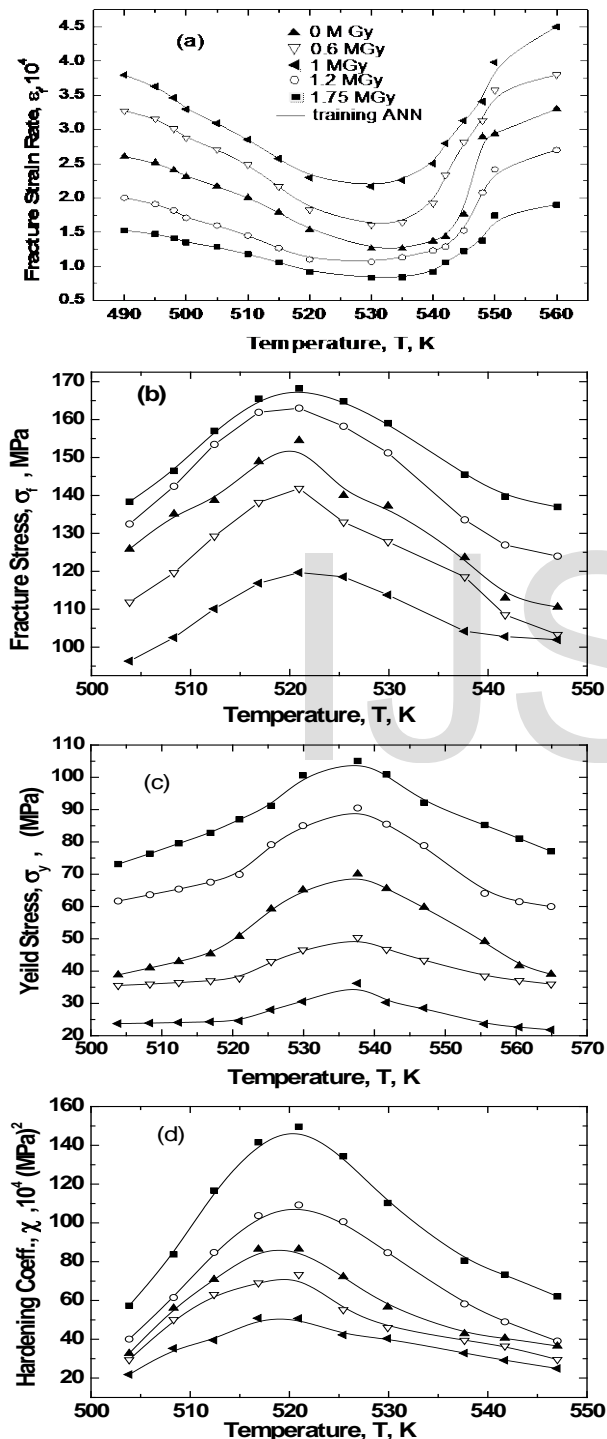 (a)
0 M Gy
0.6 MGy
1 MGy
1.2 MGy
1.75 MGy
training ANN
Fracture Strain Rate, ε_f, 10^4
4.5
4.0
3.5
3.0
2.5
2.0
1.5
1.0
0.5
490 500 510 520 530 540 550 560
Temperature, T, K
(b)
Fracture Stress, σ_f , MPa
170
160
150
140
130
120
110
100
500 510 520 530 540 550
Temperature, T, K
IJS
(c)
Yeild Stress, σ_y , (MPa)
110
100
90
80
70
60
50
40
30
20
500 510 520 530 540 550 560 570
Temperature, T, K
(d)
Hardening Coeff., χ ,10^4 (MPa)^2
160
140
120
100
80
60
40
20
500 510 520 530 540 550
Temperature, T, K